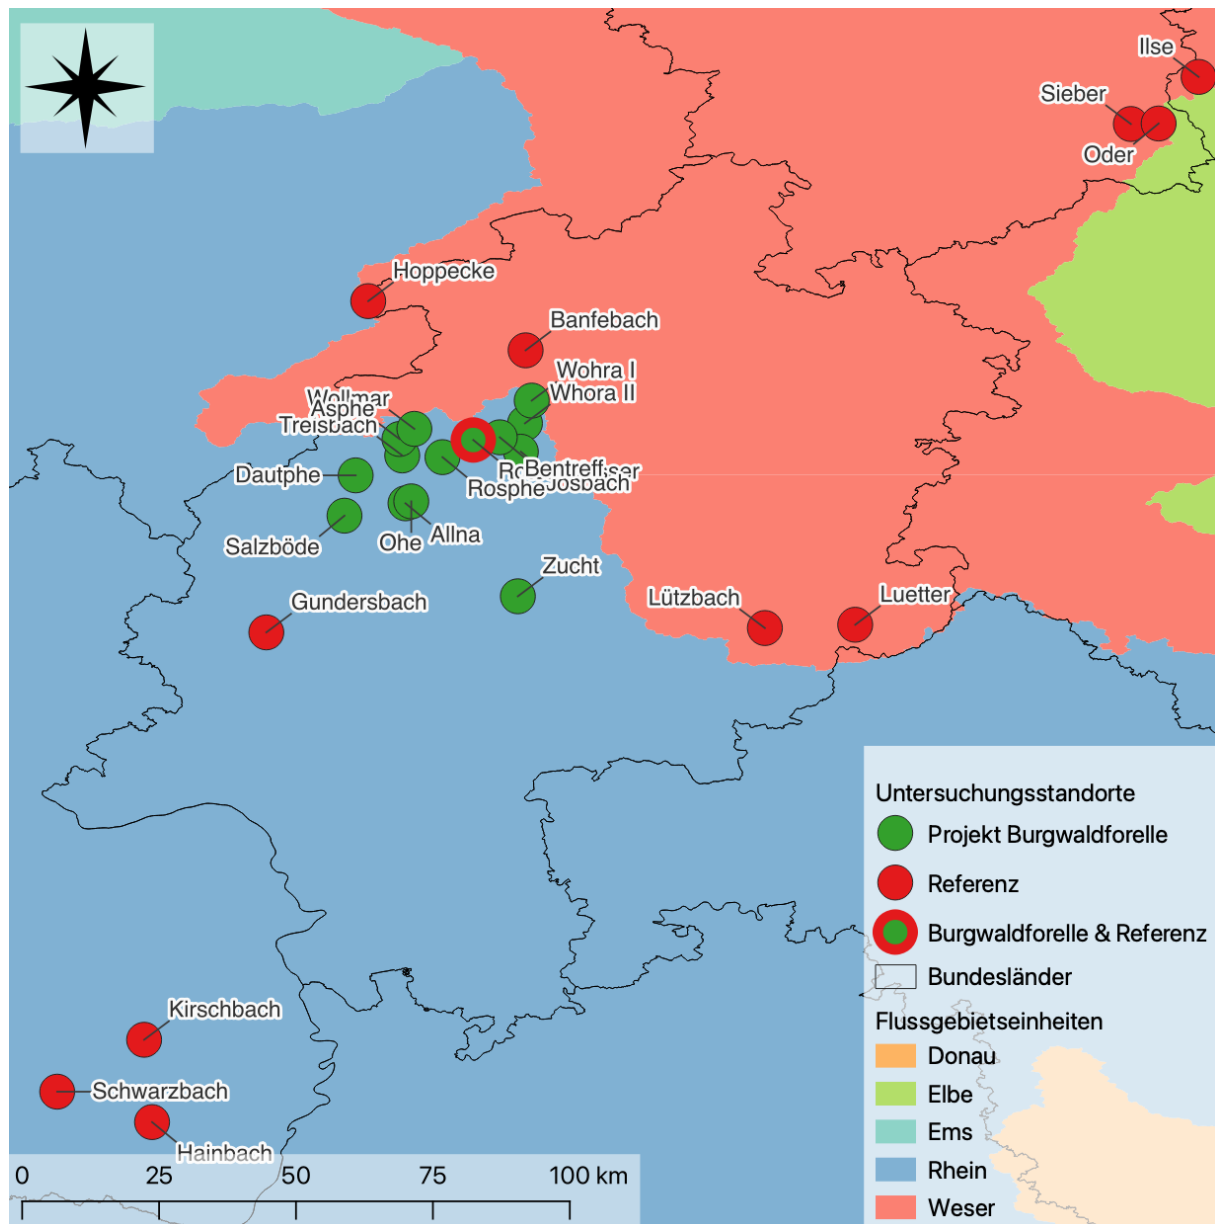 Ilse
Sieber
Oder
Hoppecke
Banfebach
Wohra I
Whora II
Wollmar
Asphe
Treisbach
Dautphe
Bentreff
Rosphe
Josbach
Salzböde
Ohe
Allna
Zucht
Gundersbach
Lützbach
Luetter
Kirschbach
Schwarzbach
Hainbach
Untersuchungsstandorte
Projekt Burgwaldforelle
Referenz
Burgwaldforelle & Referenz
Bundesländer
Flussgebietseinheiten
Donau
Elbe
Ems
Rhein
Weser
0 25 50 75 100 km